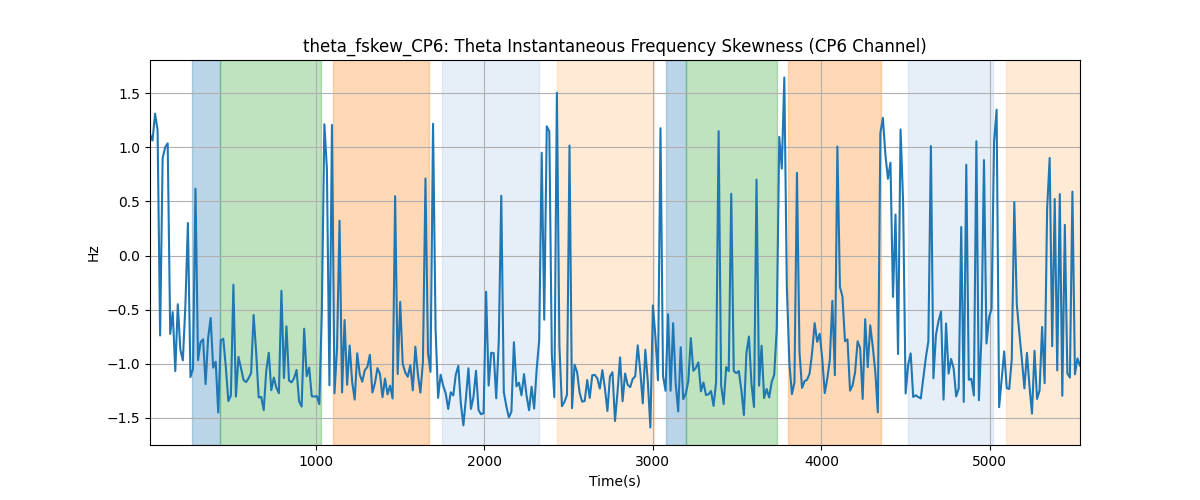 theta_fskew_CP6: Theta Instantaneous Frequency Skewness (CP6 Channel)
1.5
1.0
0.5
0.0
−0.5
−1.0
−1.5
Hz
1000 2000 3000 4000 5000
Time(s)